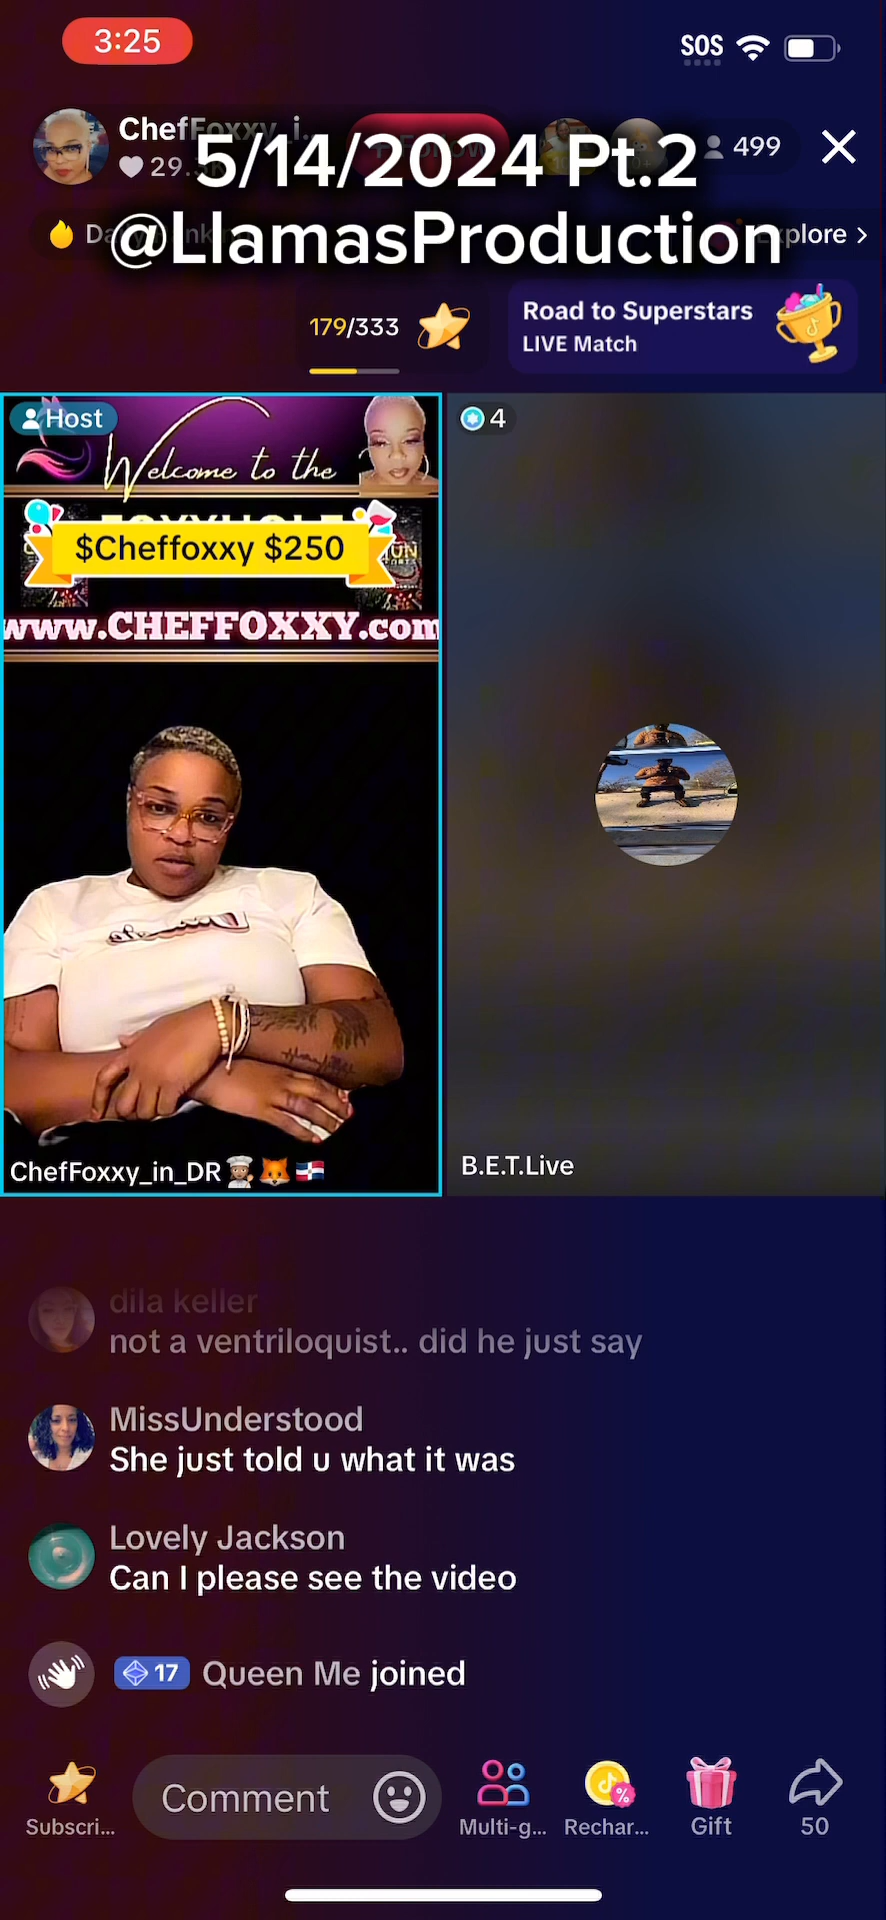 3:25
SOS
ChefFoxxy_i...
29.
499
5/14/2024 Pt.2
@LlamasProduction
Explore >
179/333
Road to Superstars
LIVE Match
Host
4
Welcome to the
$Cheffoxxy $250
www.CHEFFOXXY.com
ChefFoxxy_in_DR
B.E.T.Live
dila keller
not a ventriloquist.. did he just say
MissUnderstood
She just told u what it was
Lovely Jackson
Can I please see the video
17 Queen Me joined
Comment
Subscri...
Multi-g...
Rechar...
Gift
50